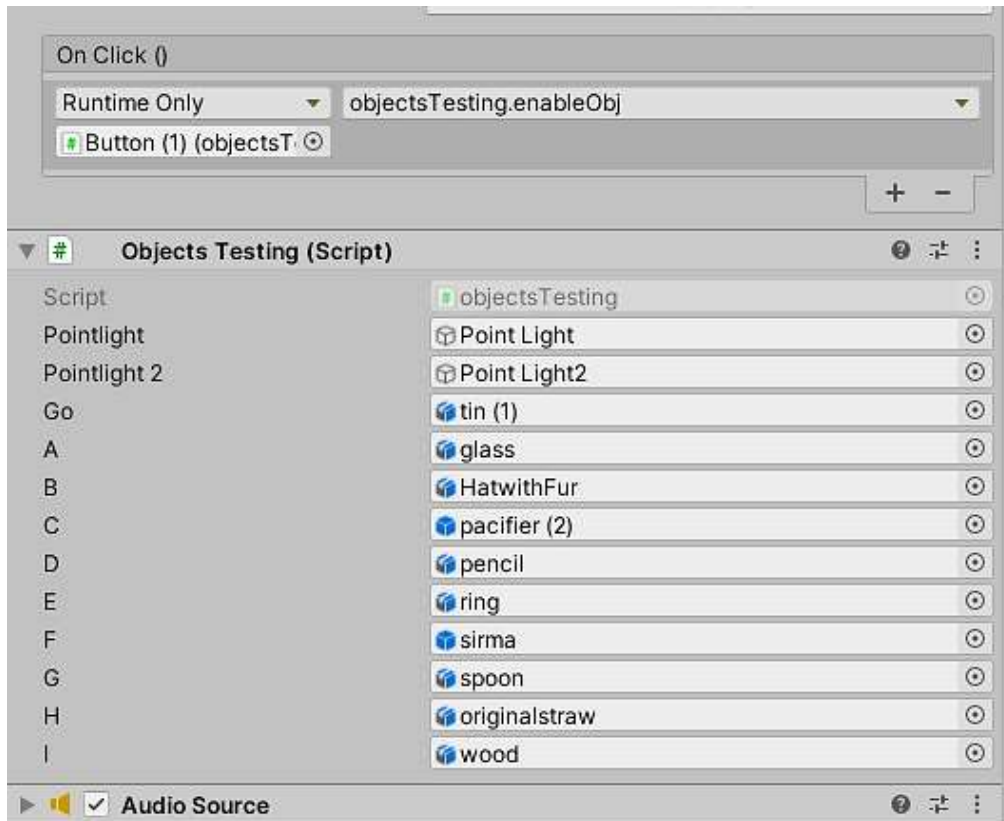 On Click ()
Runtime Only objectsTesting.enableObj
# Button (1) (objectsT
+ −
# Objects Testing (Script)
Script # objectsTesting
Pointlight Point Light
Pointlight 2 Point Light2
Go tin (1)
A glass
B HatwithFur
C pacifier (2)
D pencil
E ring
F sirma
G spoon
H originalstraw
I wood
Audio Source